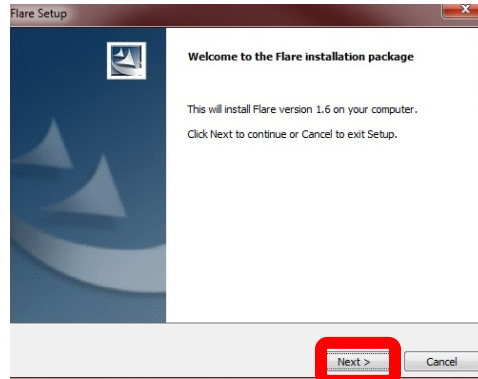 Flare Setup
Welcome to the Flare installation package
This will install Flare version 1.6 on your computer.
Click Next to continue or Cancel to exit Setup.
Next >
Cancel